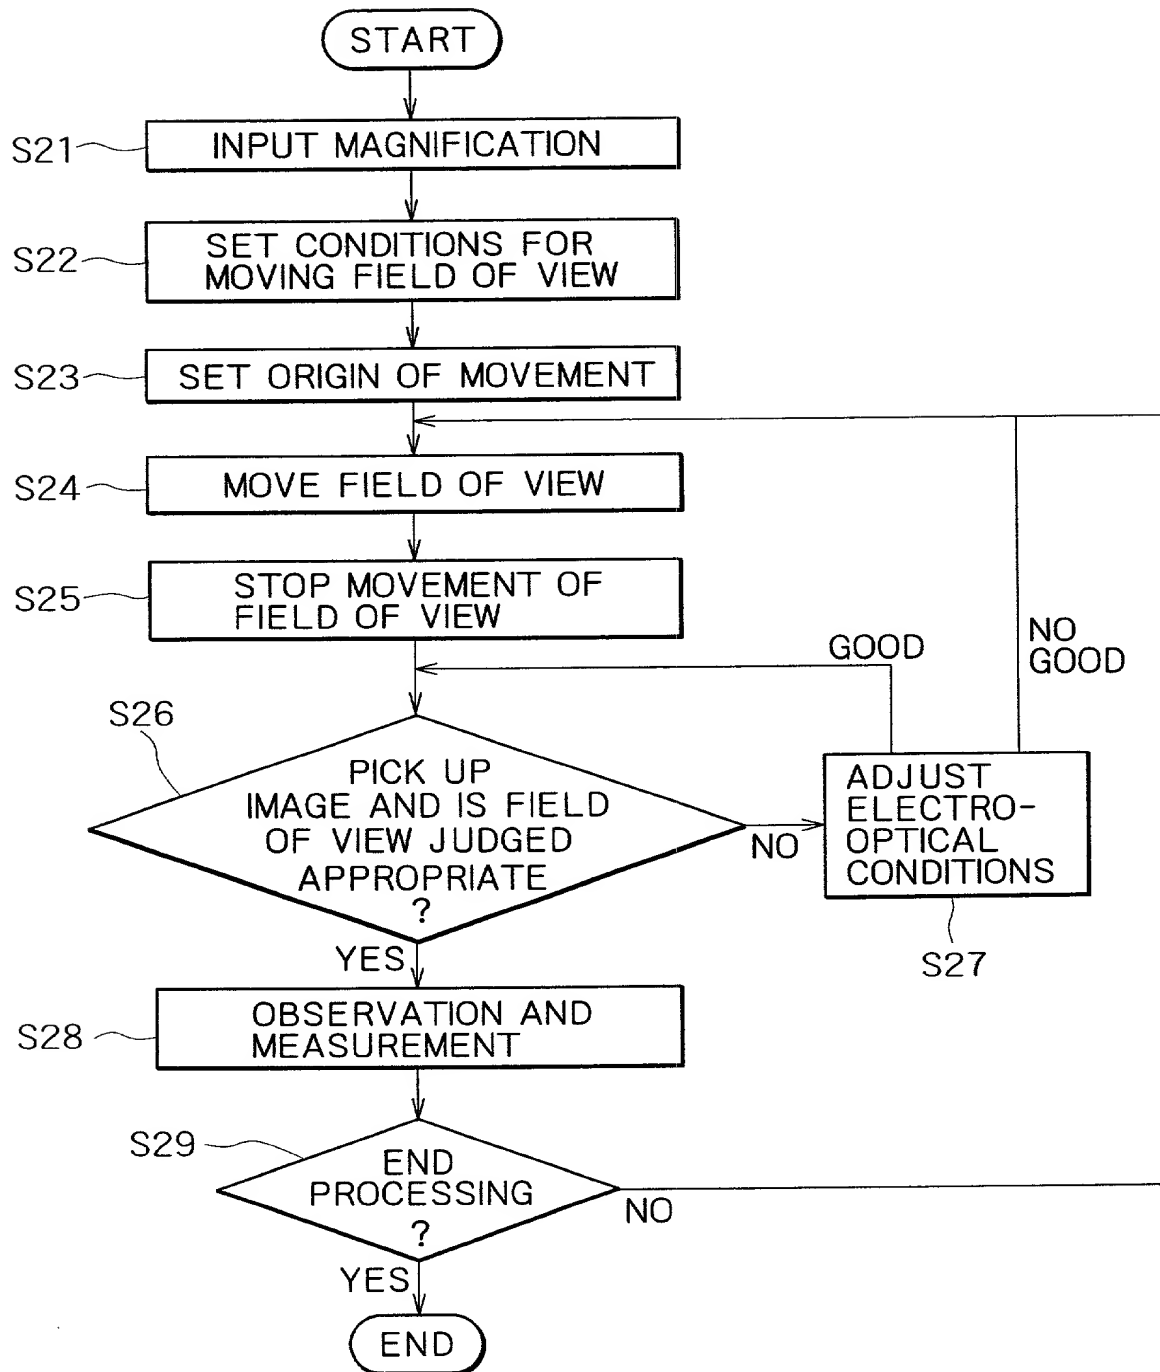 START
S21
INPUT MAGNIFICATION
S22
SET CONDITIONS FOR
MOVING FIELD OF VIEW
S23
SET ORIGIN OF MOVEMENT
S24
MOVE FIELD OF VIEW
S25
STOP MOVEMENT OF
FIELD OF VIEW
GOOD
NO
GOOD
S26
PICK UP
IMAGE AND IS FIELD
OF VIEW JUDGED
APPROPRIATE
?
NO
ADJUST
ELECTRO-
OPTICAL
CONDITIONS
S27
YES
S28
OBSERVATION AND
MEASUREMENT
S29
END
PROCESSING
?
NO
YES
END